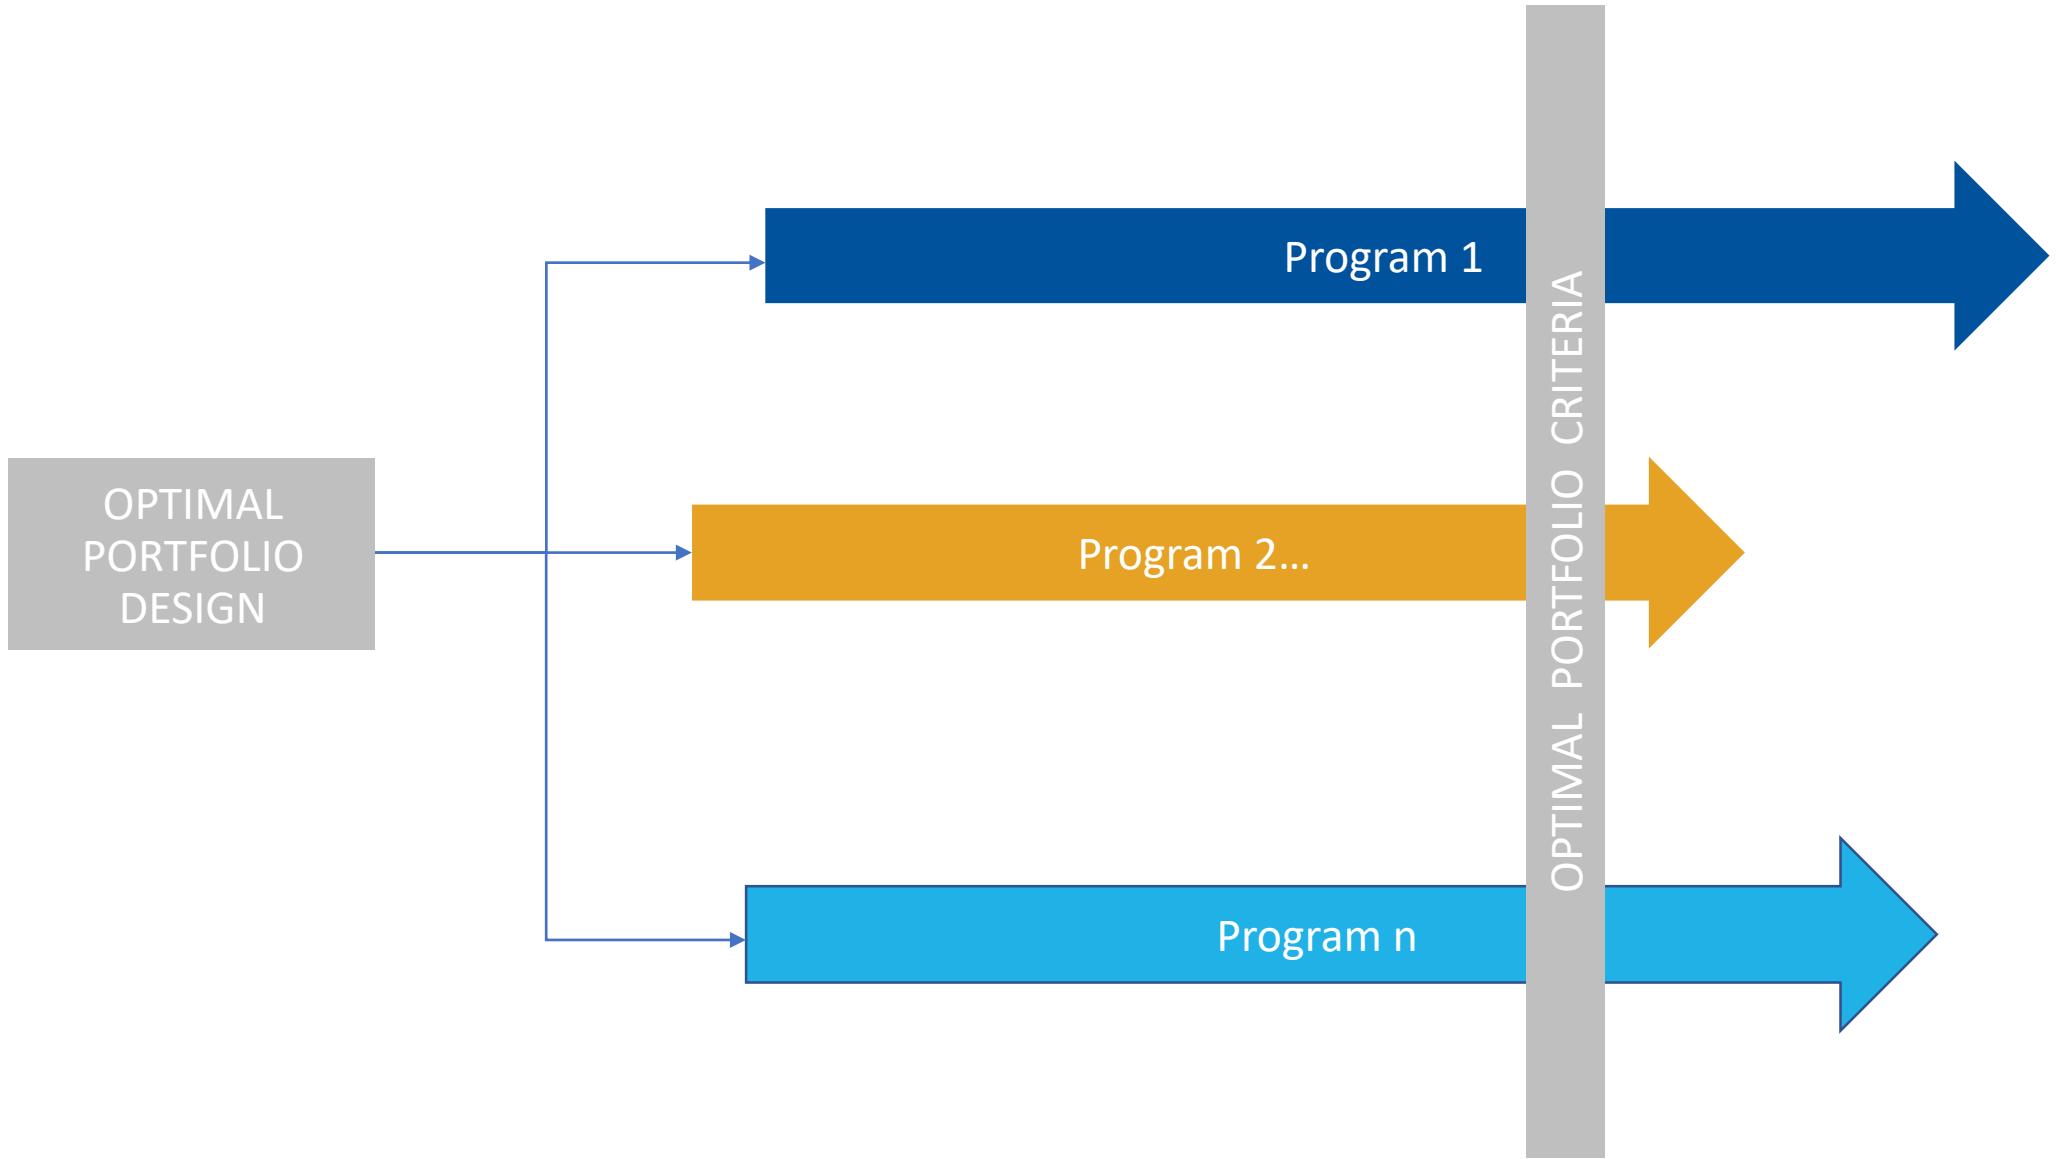 OPTIMAL
PORTFOLIO
DESIGN
Program 1
Program 2...
Program n
OPTIMAL PORTFOLIO CRITERIA